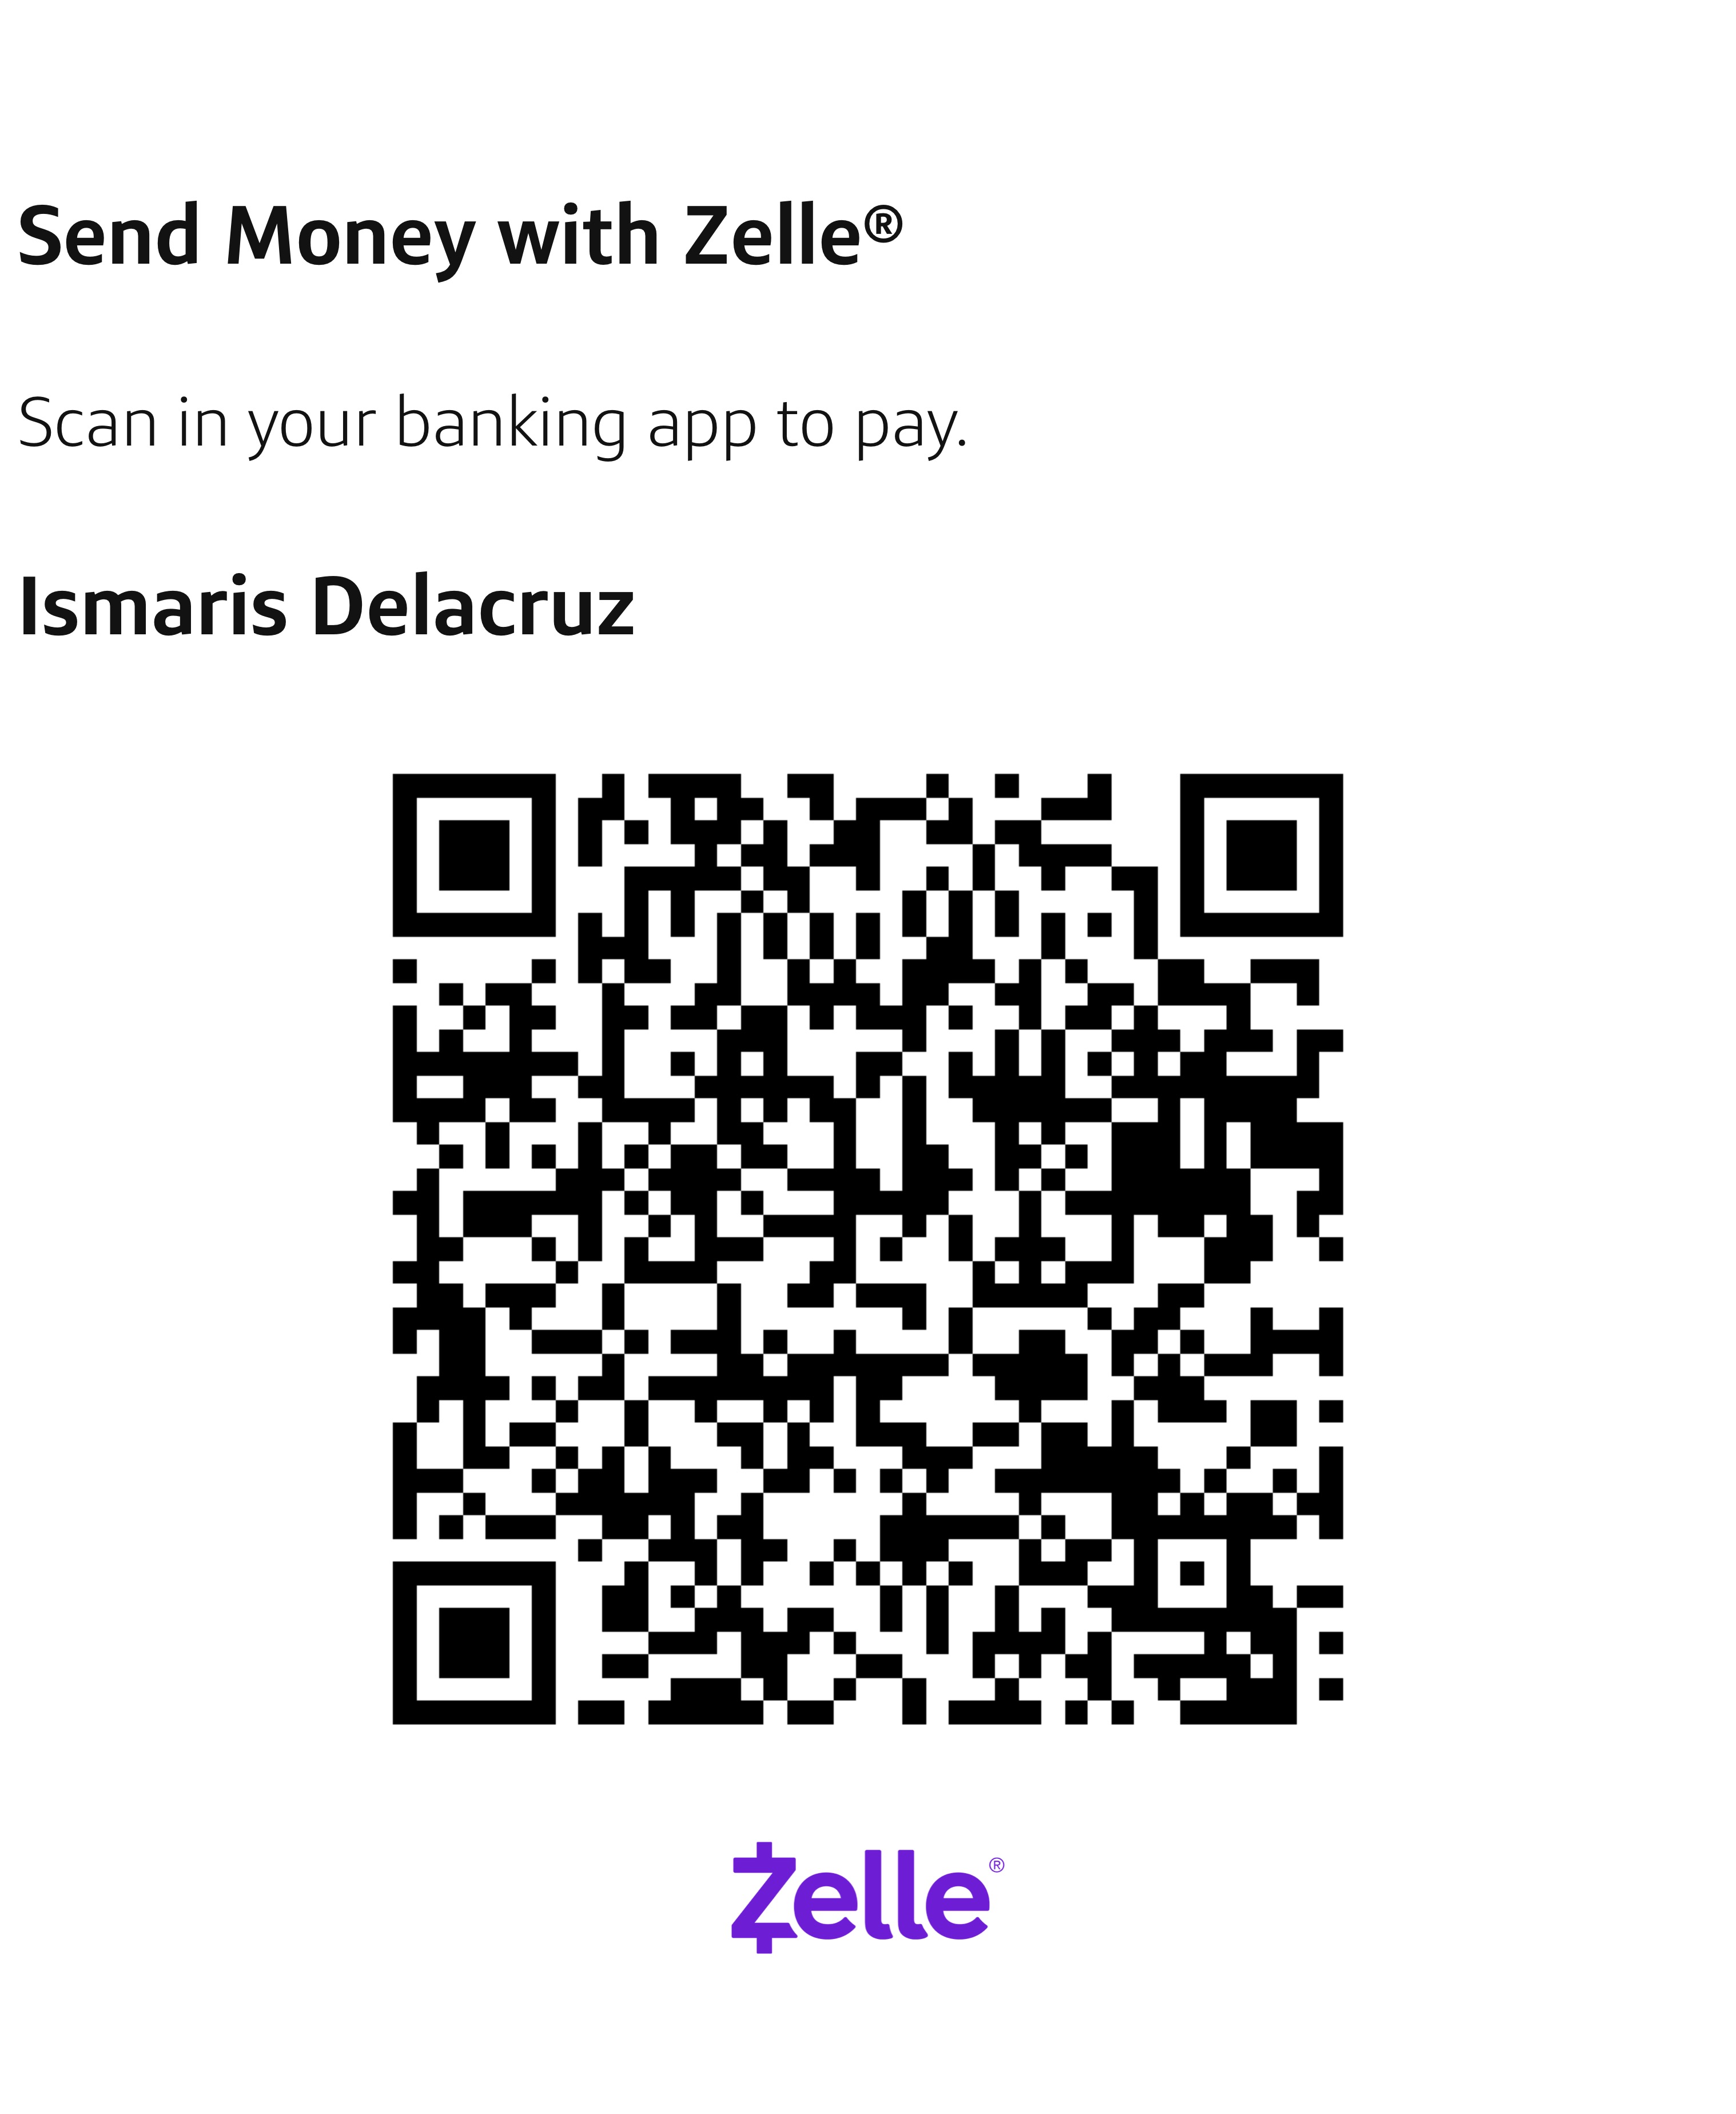 Send Money with Zelle®
Scan in your banking app to pay.
Ismaris Delacruz
Zelle®